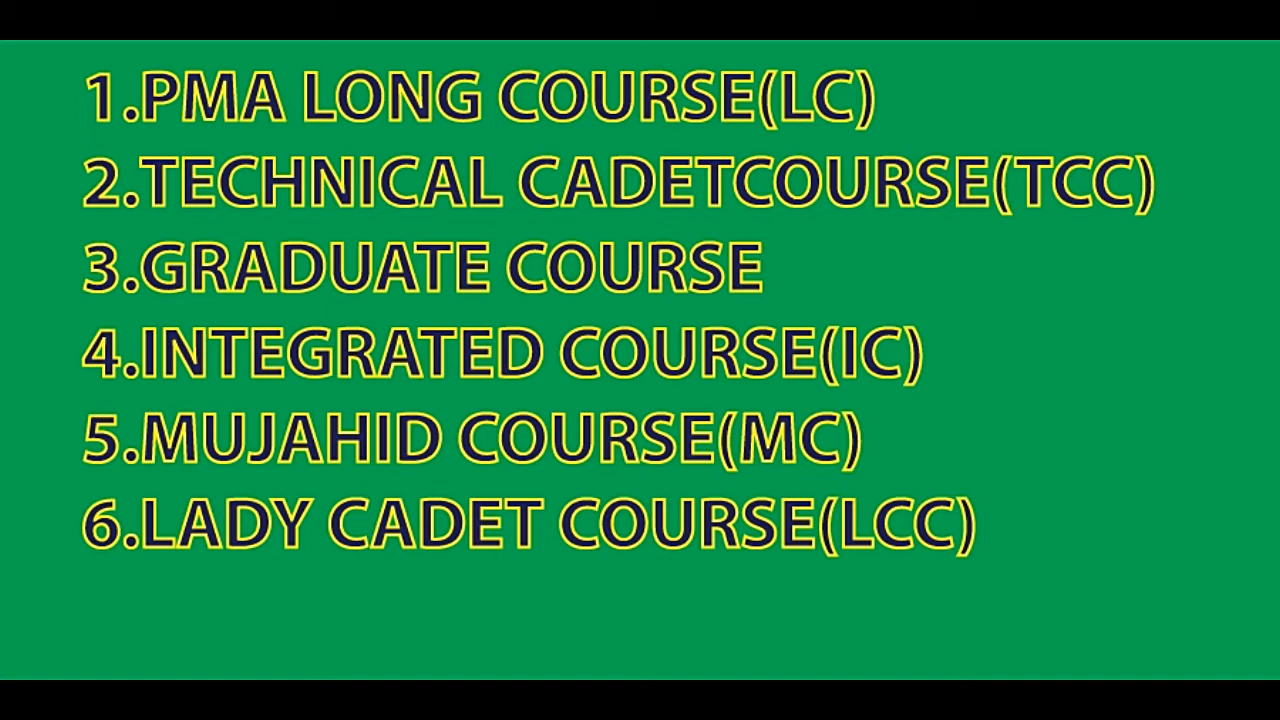 1.PMA LONG COURSE(LC)
2.TECHNICAL CADETCOURSE(TCC)
3.GRADUATE COURSE
4.INTEGRATED COURSE(IC)
5.MUJAHID COURSE(MC)
6.LADY CADET COURSE(LCC)